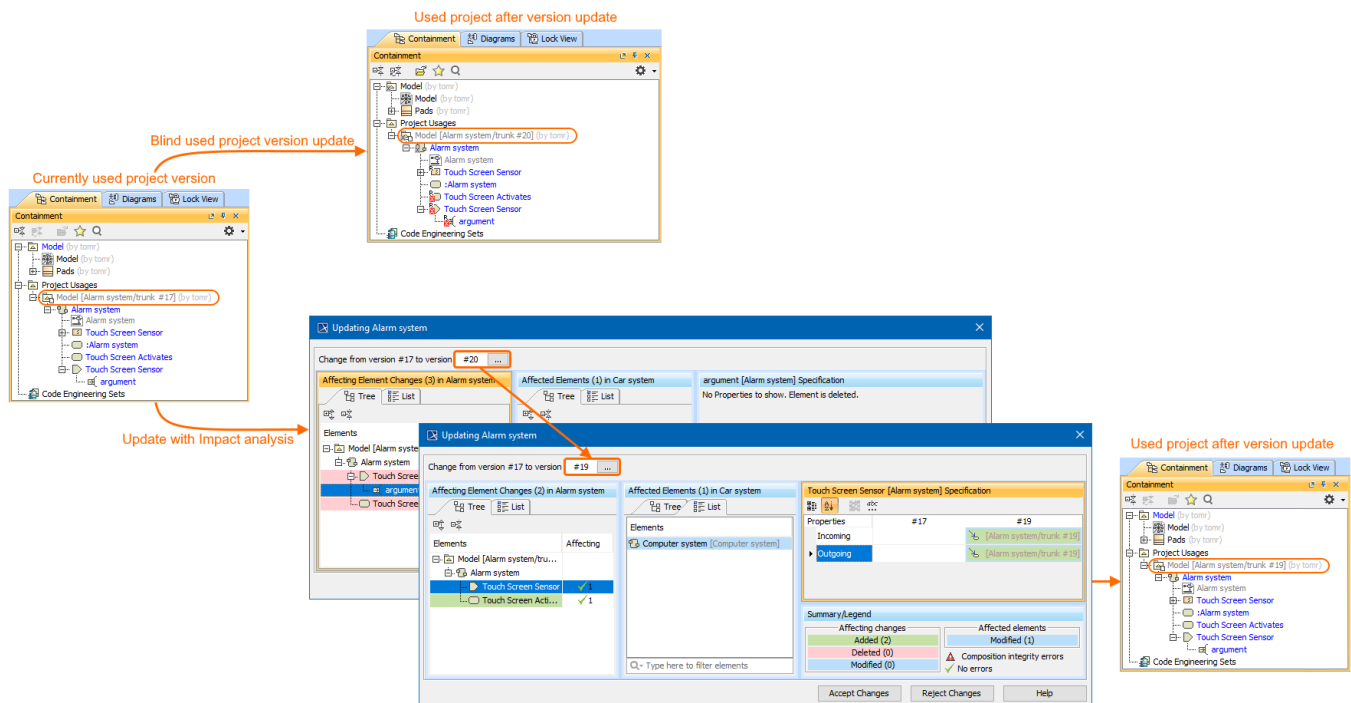 Used project after version update
Containment Diagrams Lock View
Containment
Model (by tomr)
Model (by tomr)
Pads (by tomr)
Project Usages
Model [Alarm system/trunk #20] (by tomr)
Alarm system
Alarm system
Touch Screen Sensor
:Alarm system
Touch Screen Activates
Touch Screen Sensor
argument
Code Engineering Sets
Blind used project version update
Currently used project version
Containment Diagrams Lock View
Containment
Model (by tomr)
Model (by tomr)
Pads (by tomr)
Project Usages
Model [Alarm system/trunk #17] (by tomr)
Alarm system
Alarm system
Touch Screen Sensor
:Alarm system
Touch Screen Activates
Touch Screen Sensor
argument
Code Engineering Sets
Update with Impact analysis
Updating Alarm system
Change from version #17 to version #20 ...
Affecting Element Changes (3) in Alarm system
Tree List
Elements
Model [Alarm syste
Alarm system
Touch Scree
argument
Touch Scree
Affected Elements (1) in Car system
Tree List
argument [Alarm system] Specification
No Properties to show. Element is deleted.
Updating Alarm system
Change from version #17 to version #19 ...
Affecting Element Changes (2) in Alarm system
Tree List
Elements Affecting
Model [Alarm system/tru...
Alarm system
Touch Screen Sensor 1
Touch Screen Acti... 1
Affected Elements (1) in Car system
Tree List
Elements
Computer system [Computer system]
Type here to filter elements
Touch Screen Sensor [Alarm system] Specification
abc ...
Properties #17 #19
Incoming [Alarm system/trunk #19]
Outgoing [Alarm system/trunk #19]
Summary/Legend
Affecting changes
Added (2)
Deleted (0)
Modified (0)
Affected elements
Modified (1)
Composition integrity errors
No errors
Accept Changes Reject Changes Help
Used project after version update
Containment Diagrams Lock View
Containment
Model (by tomr)
Model (by tomr)
Pads (by tomr)
Project Usages
Model [Alarm system/trunk #19] (by tomr)
Alarm system
Alarm system
Touch Screen Sensor
:Alarm system
Touch Screen Activates
Touch Screen Sensor
argument
Code Engineering Sets